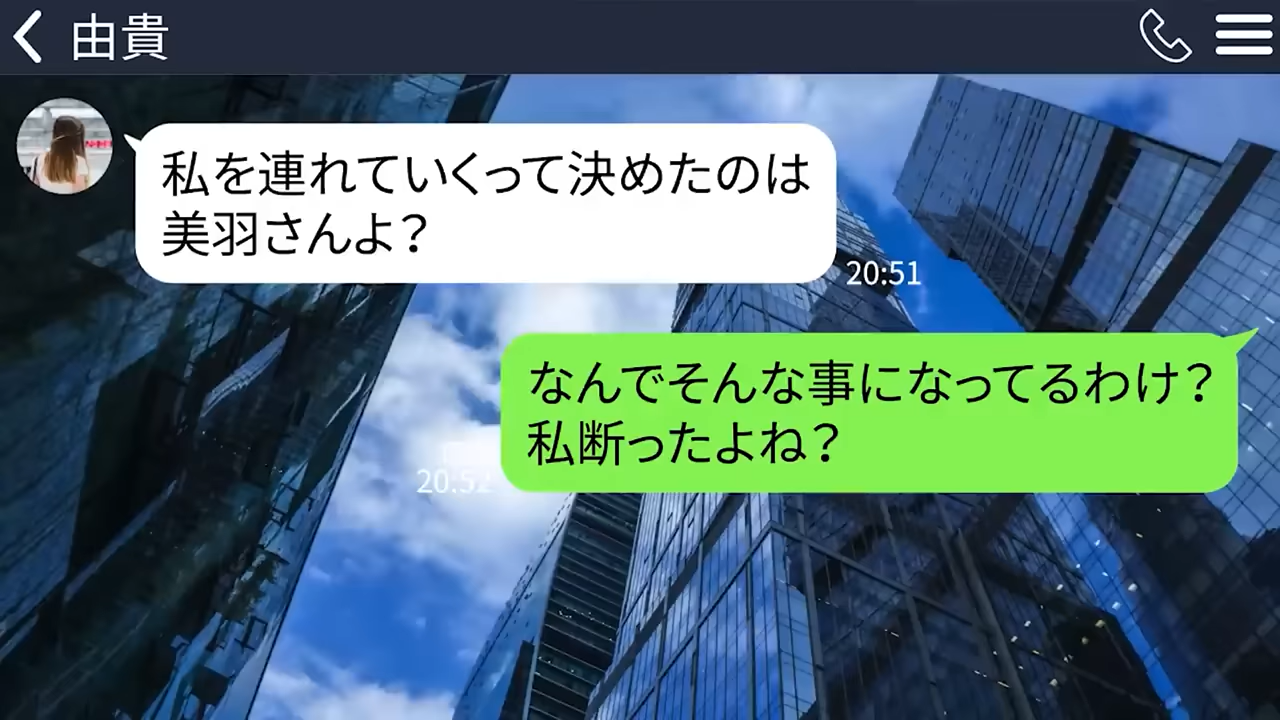 由貴
私を連れていくって決めたのは
美羽さんよ？
20:51
なんでそんな事になってるわけ？
私断ったよね？
20:52